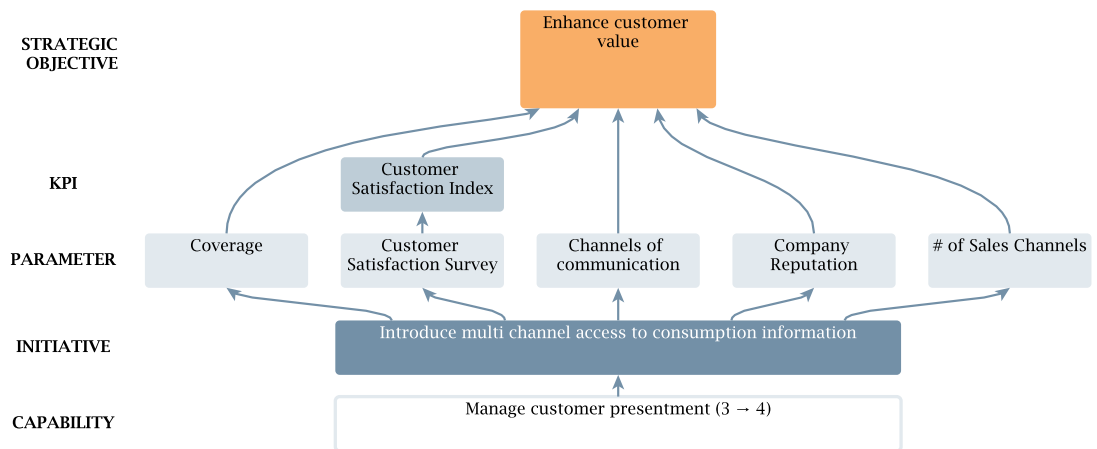 STRATEGIC
OBJECTIVE
Enhance customer
value
KPI
Customer
Satisfaction Index
PARAMETER
Coverage
Customer
Satisfaction Survey
Channels of
communication
Company
Reputation
# of Sales Channels
INITIATIVE
Introduce multi channel access to consumption information
CAPABILITY
Manage customer presentment (3 → 4)